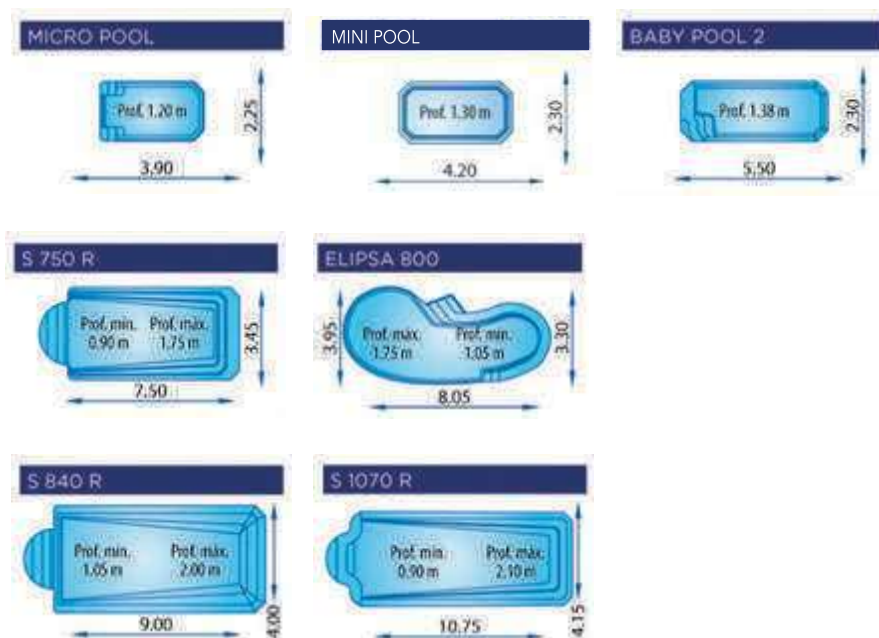 MICRO POOL
Prof. 1.20 m
2.25
3.90
MINI POOL
Prof. 1.30 m
2.30
4.20
BABY POOL 2
Prof. 1.38 m
2.30
5.50
S 750 R
Prof. min. Prof. máx.
0.90 m 1.75 m
3.45
7.50
ELIPSA 800
3.95
Prof. máx. Prof. min.
1.75 m 1.05 m
3.30
8.05
S 840 R
Prof. min. Prof. máx.
1.05 m 2.00 m
4.00
9.00
S 1070 R
Prof. min. Prof. máx.
0.90 m 2.10 m
4.15
10.75